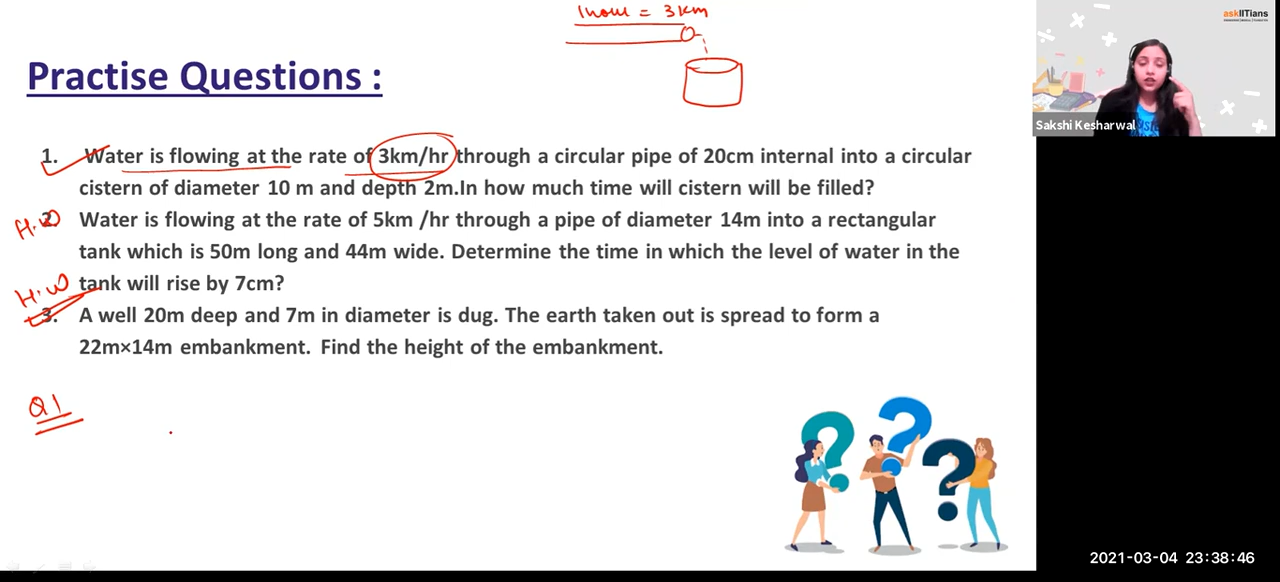 1 hour = 3 km
askIITians
Practise Questions :
Sakshi Kesharwal
1. Water is flowing at the rate of 3km/hr through a circular pipe of 20cm internal into a circular
cistern of diameter 10 m and depth 2m.In how much time will cistern will be filled?
H.W 2. Water is flowing at the rate of 5km /hr through a pipe of diameter 14m into a rectangular
tank which is 50m long and 44m wide. Determine the time in which the level of water in the
tank will rise by 7cm?
H.W
3. A well 20m deep and 7m in diameter is dug. The earth taken out is spread to form a
22m×14m embankment. Find the height of the embankment.
Q1
2021-03-04 23:38:46